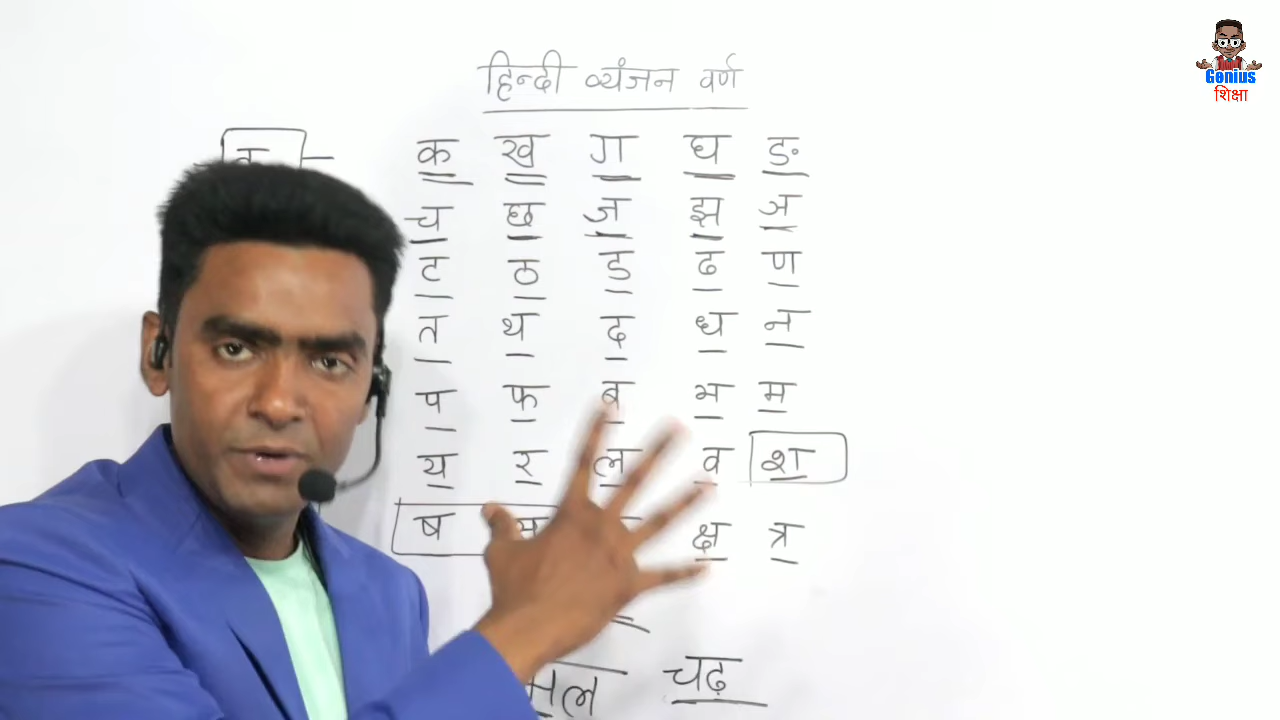 Genius
शिक्षा
हिन्दी व्यंजन वर्ण
क ख ग घ ङ
च छ ज झ ञ
ट ठ ड ढ ण
त थ द ध न
प फ ब भ म
य र ल व श
ष स क्ष त्र
चढ़